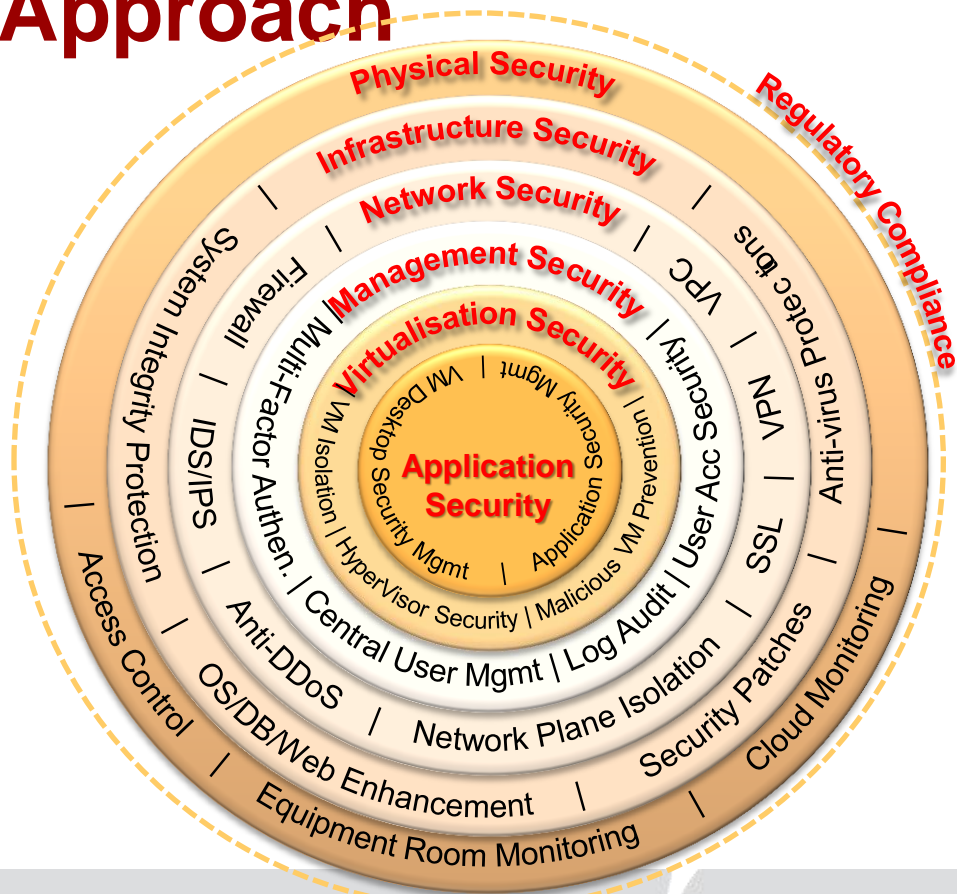 Approach
Regulatory Compliance
Physical Security
| Access Control | Equipment Room Monitoring | Cloud Monitoring |
Infrastructure Security
| System Integrity Protection | OS/DB/Web Enhancement | Security Patches | Anti-virus Protections |
Network Security
| Firewall | IDS/IPS | Anti-DDoS | Network Plane Isolation | SSL | VPN | VPC |
Management Security
| Multi-Factor Authen. | Central User Mgmt | Log Audit | User Acc Security |
Virtualisation Security
| VM Isolation | HyperVisor Security | Malicious VM Prevention |
| VM Desktop Security Mgmt | Application Security Mgmt
Application
Security